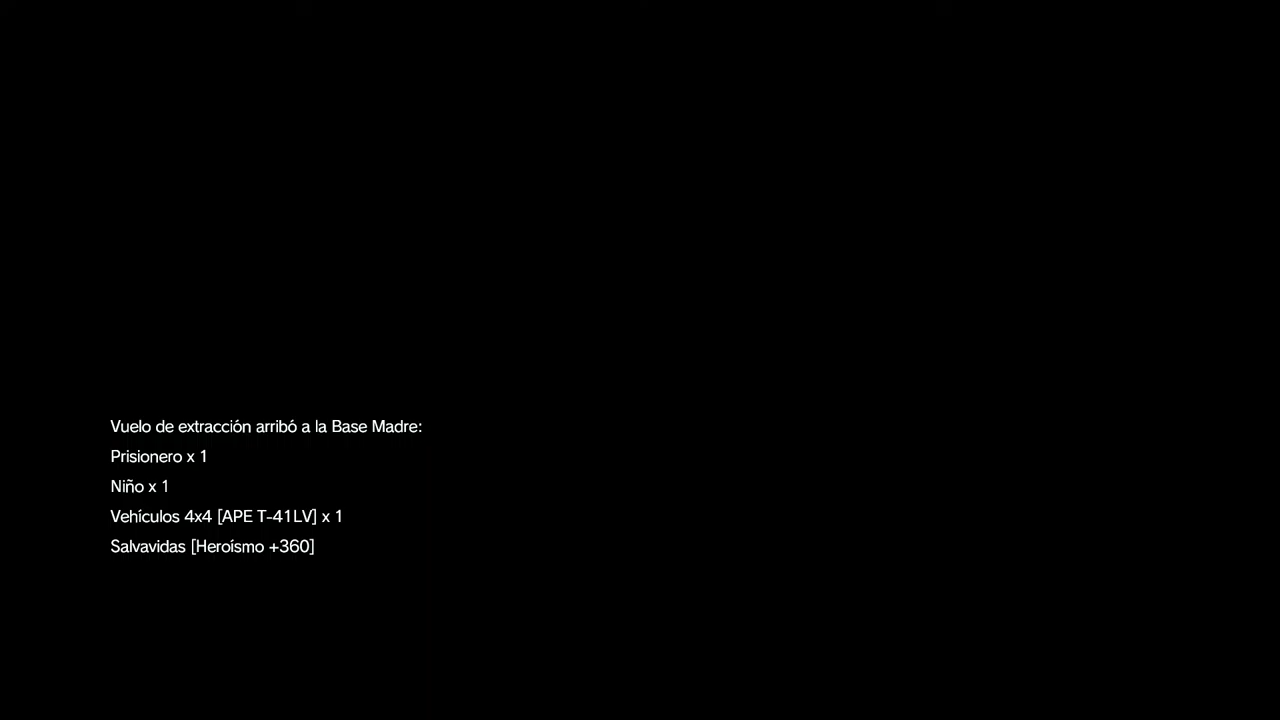 Vuelo de extracción arribó a la Base Madre:
Prisionero x 1
Niño x 1
Vehículos 4x4 [APE T-41LV] x 1
Salvavidas [Heroísmo +360]